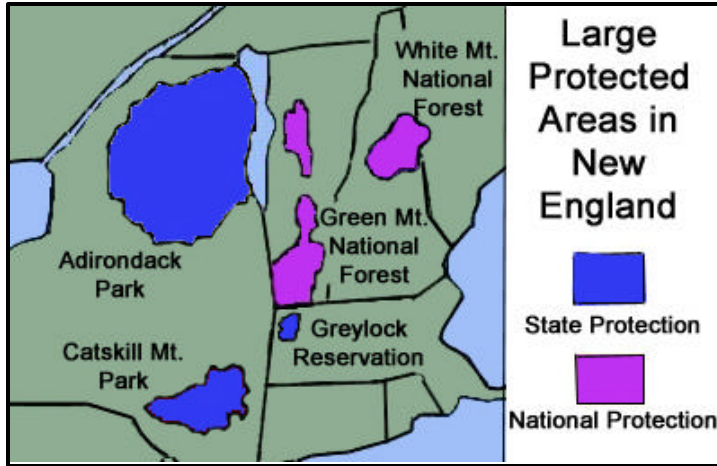 White Mt.
National
Forest
Adirondack
Park
Green Mt.
National
Forest
Catskill Mt.
Park
Greylock
Reservation
Large
Protected
Areas in
New
England
State Protection
National Protection